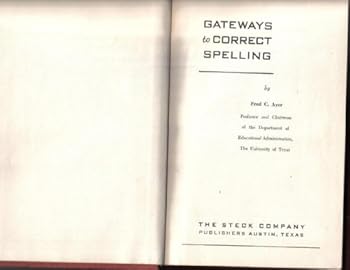 GATEWAYS
to CORRECT
SPELLING
by
Fred C. Ayer
Professor and Chairman
of the Department of
Educational Administration,
The University of Texas
THE STECK COMPANY
PUBLISHERS AUSTIN, TEXAS